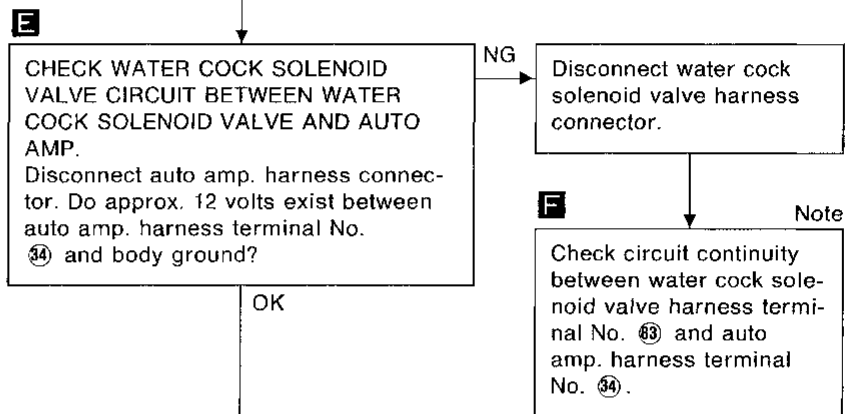 E
CHECK WATER COCK SOLENOID
VALVE CIRCUIT BETWEEN WATER
COCK SOLENOID VALVE AND AUTO
AMP.
Disconnect auto amp. harness connec-
tor. Do approx. 12 volts exist between
auto amp. harness terminal No.
㉞ and body ground?
NG
OK
Disconnect water cock
solenoid valve harness
connector.
F
Note
Check circuit continuity
between water cock sole-
noid valve harness termi-
nal No. (83) and auto
amp. harness terminal
No. ㉞.